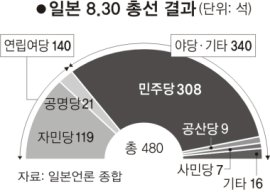 ● 일본 8.30 총선 결과 (단위: 석)
연립여당 140
야당·기타 340
민주당 308
공명당 21
공산당 9
자민당 119
총 480
사민당 7
기타 16
자료: 일본언론 종합